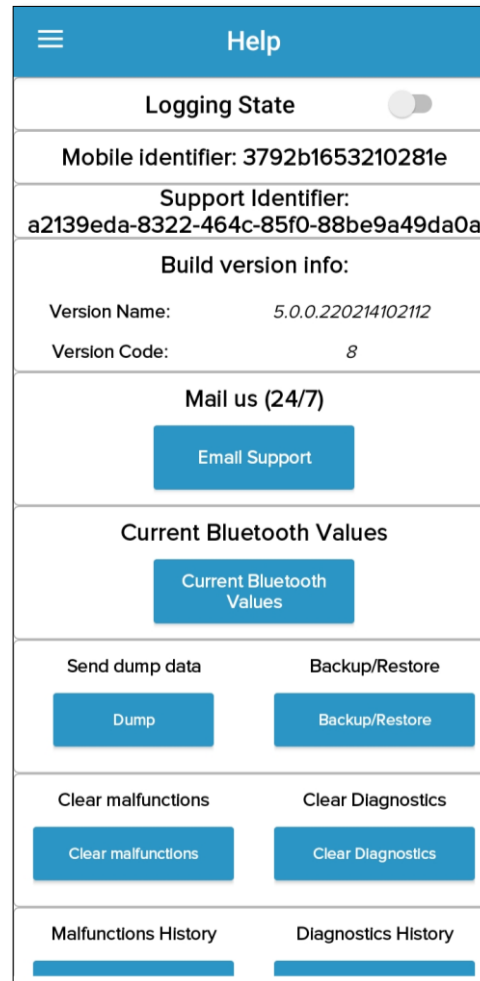 Help
Logging State
Mobile identifier: 3792b1653210281e
Support Identifier:
a2139eda-8322-464c-85f0-88be9a49da0a
Build version info:
Version Name: 5.0.0.220214102112
Version Code: 8
Mail us (24/7)
Email Support
Current Bluetooth Values
Current Bluetooth
Values
Send dump data Backup/Restore
Dump Backup/Restore
Clear malfunctions Clear Diagnostics
Clear malfunctions Clear Diagnostics
Malfunctions History Diagnostics History